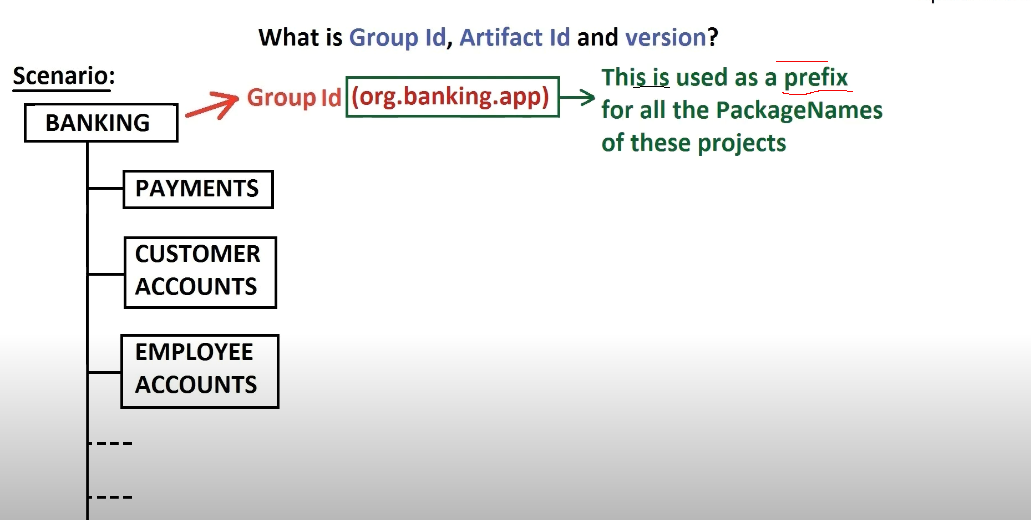 What is Group Id, Artifact Id and version?
Scenario:
BANKING
Group Id (org.banking.app)
This is used as a prefix
for all the PackageNames
of these projects
PAYMENTS
CUSTOMER
ACCOUNTS
EMPLOYEE
ACCOUNTS